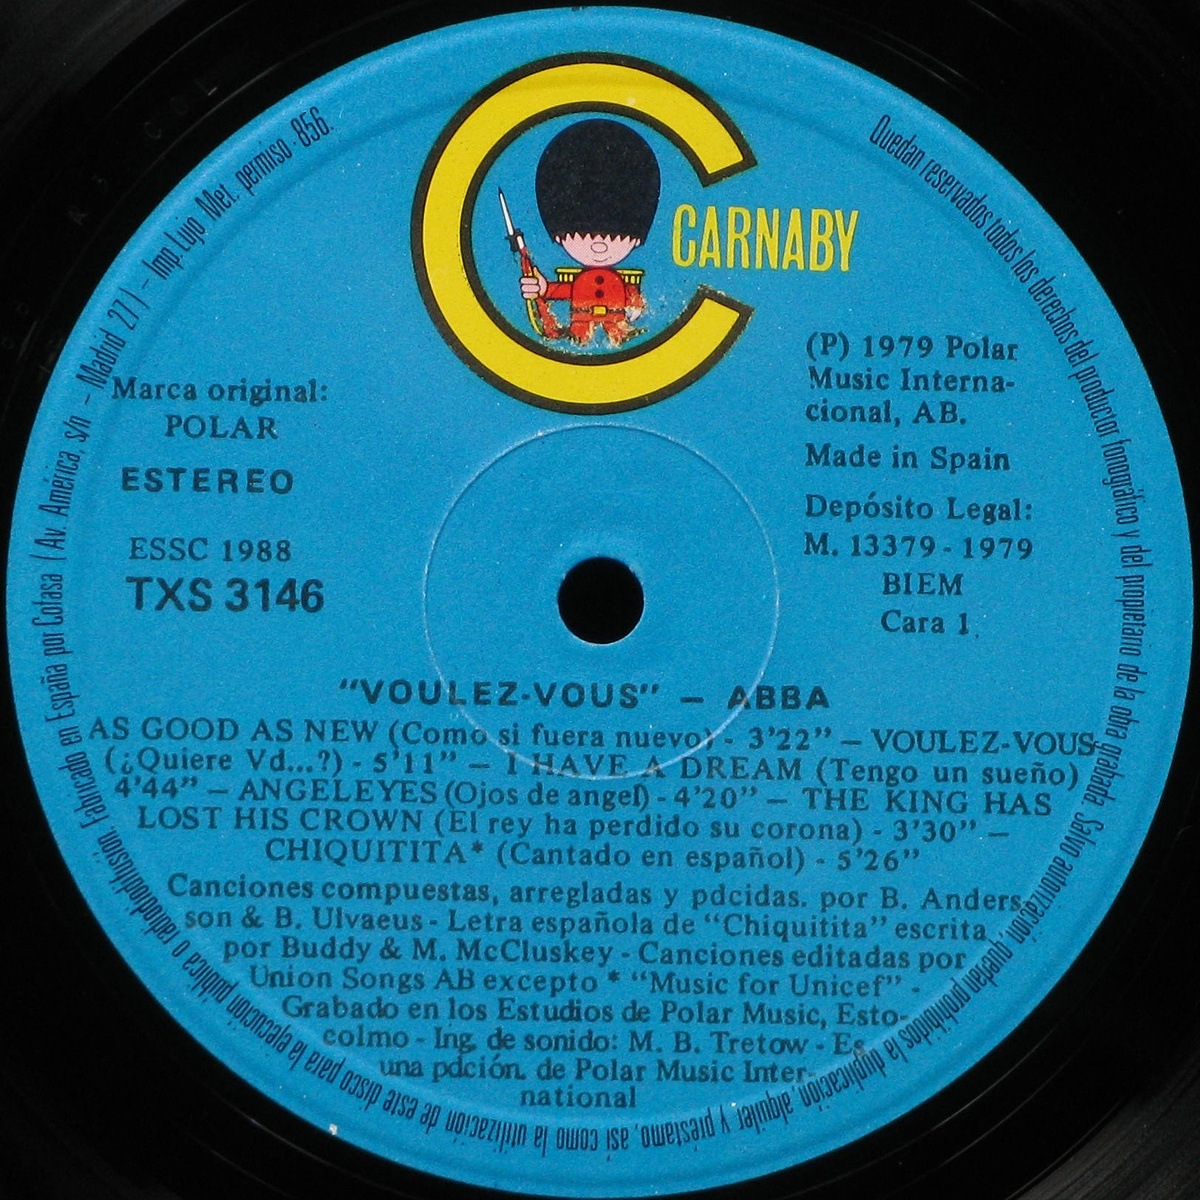 CARNABY
Marca original:
POLAR
ESTEREO
ESSC 1988
TXS 3146
(P) 1979 Polar
Music Interna-
cional, AB.
Made in Spain
Depósito Legal:
M. 13379-1979
BIEM
Cara 1
"VOULEZ-VOUS" — ABBA
AS GOOD AS NEW (Como si fuera nuevo) - 3'22" — VOULEZ-VOUS
(¿Quiere Vd...?) - 5'11" — I HAVE A DREAM (Tengo un sueño)
4'44" — ANGELEYES (Ojos de angel) - 4'20" — THE KING HAS
LOST HIS CROWN (El rey ha perdido su corona) - 3'30" —
CHIQUITITA* (Cantado en español) - 5'26"
Canciones compuestas, arregladas y pdcidas. por B. Anders-
son & B. Ulvaeus - Letra española de "Chiquitita" escrita
por Buddy & M. McCluskey - Canciones editadas por
Union Songs AB excepto * "Music for Unicef" -
Grabado en los Estudios de Polar Music, Esto-
colmo - Ing. de sonido: M. B. Tretow - Es
una pdción. de Polar Music Inter-
national
Quedan reservados todos los derechos del productor fonográfico y del propietario de la obra grabada. Salvo autorización, quedan prohibidos la duplicación, alquiler y préstamo, así como la utilización de este disco para la ejecución pública o radiodifusion. Fabricado en España por Cofasa (Av. América, s/n - Madrid 27) - Imp. Lujo Met. permiso 856.